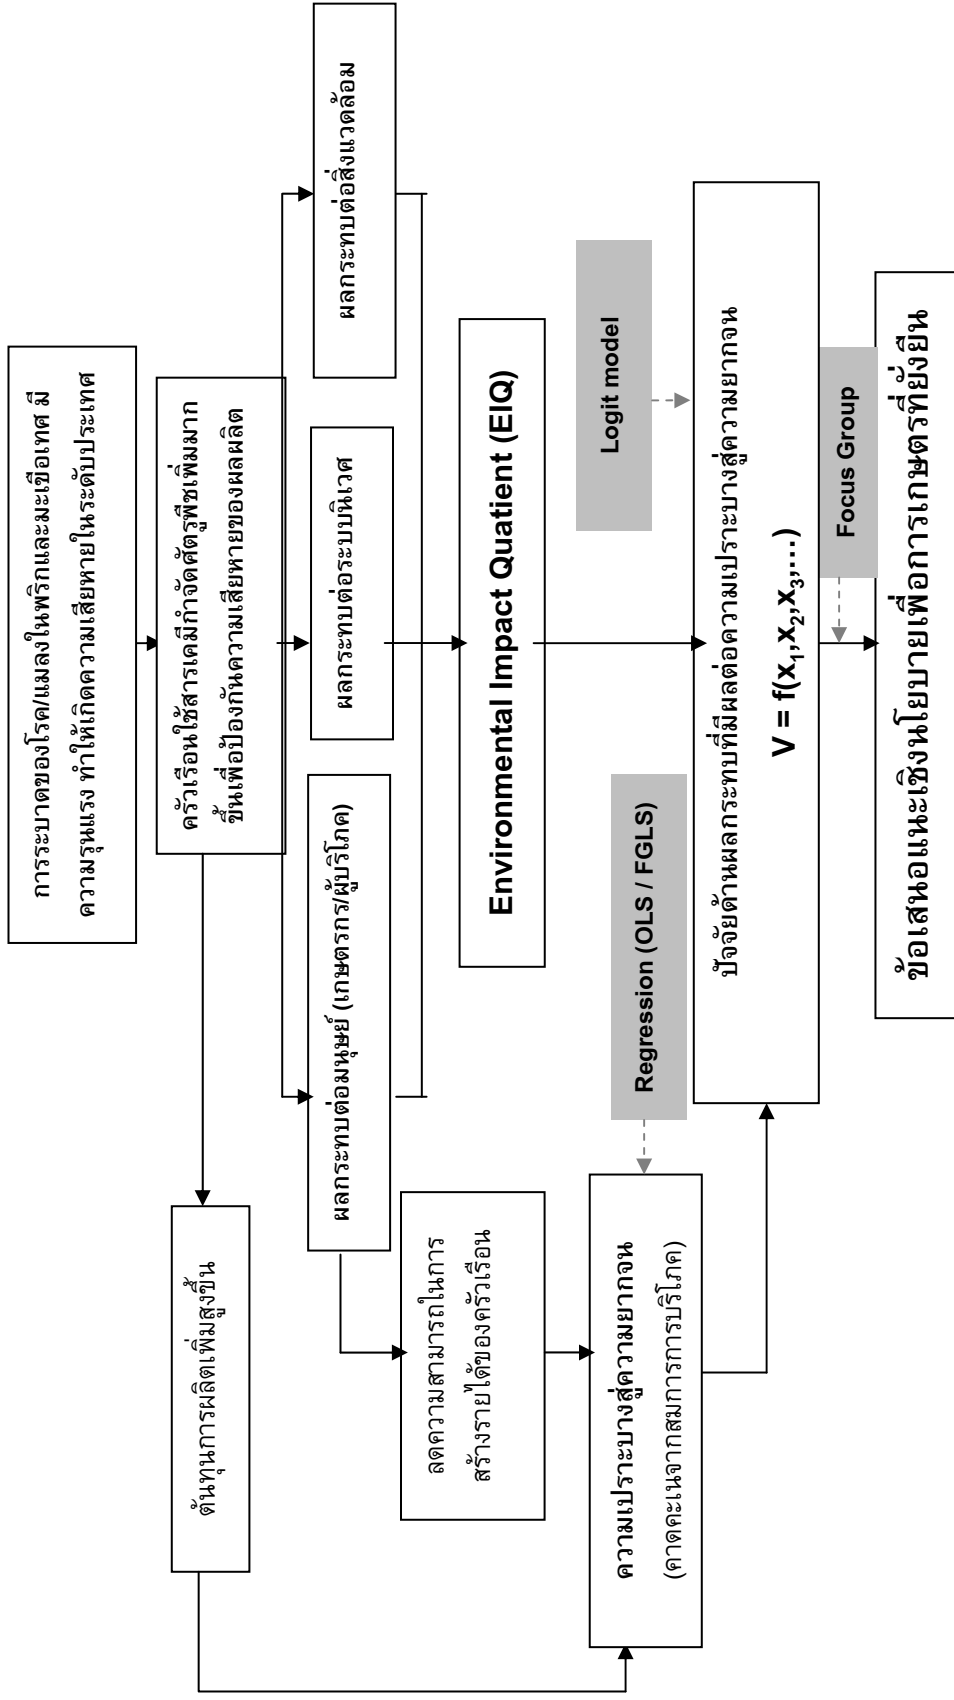 การระบาดของโรค/แมลงในพริกและมะเขือเทศ มี
ความรุนแรง ทำให้เกิดความเสียหายในระดับประเทศ
ครัวเรือนใช้สารเคมีกำจัดศัตรูพืชเพิ่มมาก
ขึ้นเพื่อป้องกันความเสียหายของผลผลิต
ต้นทุนการผลิตเพิ่มสูงขึ้น
ผลกระทบต่อมนุษย์ (เกษตรกร/ผู้บริโภค)
ผลกระทบต่อระบบนิเวศ
ผลกระทบต่อสิ่งแวดล้อม
ลดความสามารถในการ
สร้างรายได้ของครัวเรือน
Environmental Impact Quatient (EIQ)
Regression (OLS / FGLS)
Logit model
ความเปราะบางสู่ความยากจน
(คาดคะเนจากสมการการบริโภค)
ปัจจัยด้านผลกระทบที่มีผลต่อความเปราะบางสู่ความยากจน
V = f(x₁,x₂,x₃,…)
Focus Group
ข้อเสนอแนะเชิงนโยบายเพื่อการเกษตรที่ยั่งยืน